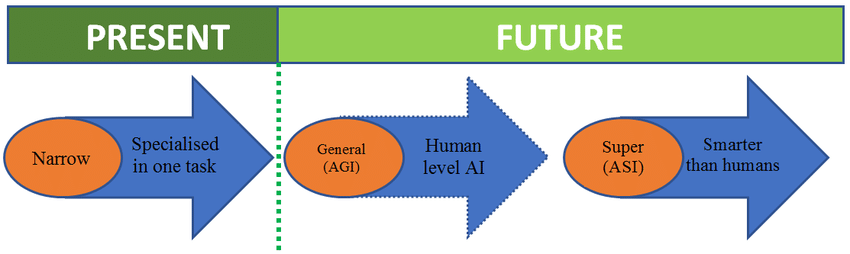 PRESENT
FUTURE
Narrow
Specialised
in one task
General
(AGI)
Human
level AI
Super
(ASI)
Smarter
than humans